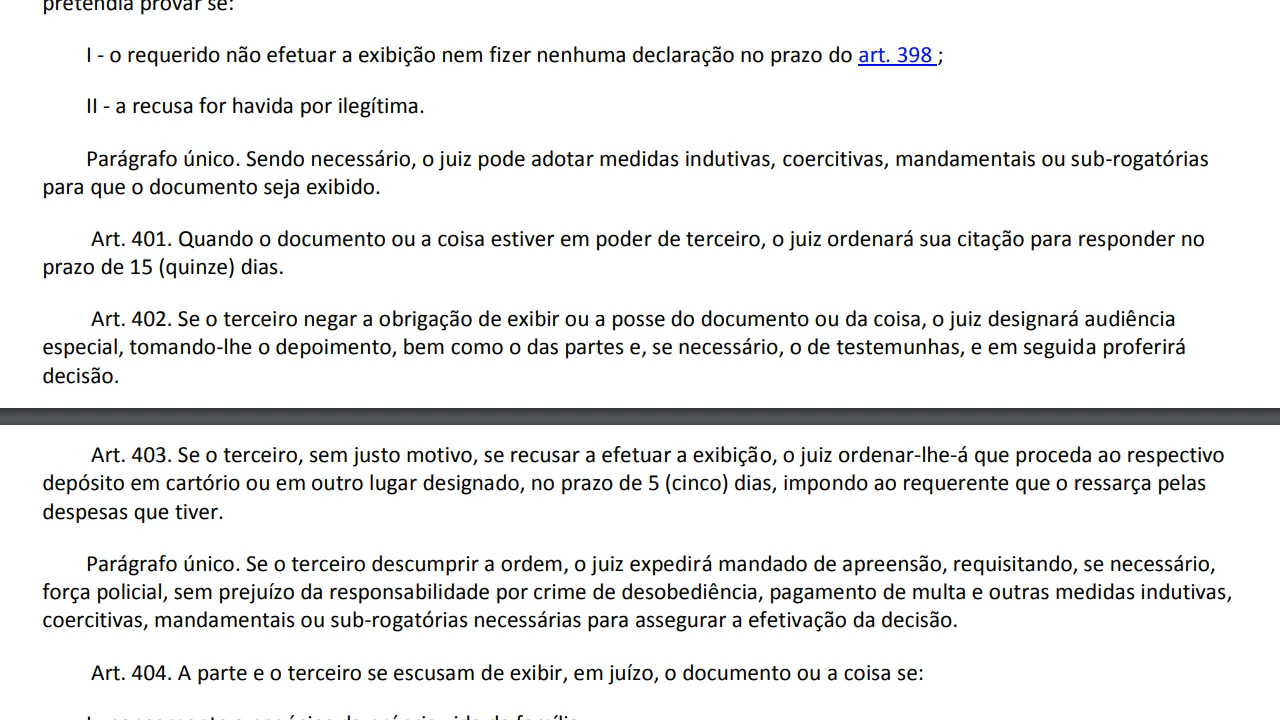 pretendia provar se:
I - o requerido não efetuar a exibição nem fizer nenhuma declaração no prazo do art. 398 ;
II - a recusa for havida por ilegítima.
Parágrafo único. Sendo necessário, o juiz pode adotar medidas indutivas, coercitivas, mandamentais ou sub-rogatórias
para que o documento seja exibido.
Art. 401. Quando o documento ou a coisa estiver em poder de terceiro, o juiz ordenará sua citação para responder no
prazo de 15 (quinze) dias.
Art. 402. Se o terceiro negar a obrigação de exibir ou a posse do documento ou da coisa, o juiz designará audiência
especial, tomando-lhe o depoimento, bem como o das partes e, se necessário, o de testemunhas, e em seguida proferirá
decisão.
Art. 403. Se o terceiro, sem justo motivo, se recusar a efetuar a exibição, o juiz ordenar-lhe-á que proceda ao respectivo
depósito em cartório ou em outro lugar designado, no prazo de 5 (cinco) dias, impondo ao requerente que o ressarça pelas
despesas que tiver.
Parágrafo único. Se o terceiro descumprir a ordem, o juiz expedirá mandado de apreensão, requisitando, se necessário,
força policial, sem prejuízo da responsabilidade por crime de desobediência, pagamento de multa e outras medidas indutivas,
coercitivas, mandamentais ou sub-rogatórias necessárias para assegurar a efetivação da decisão.
Art. 404. A parte e o terceiro se escusam de exibir, em juízo, o documento ou a coisa se: